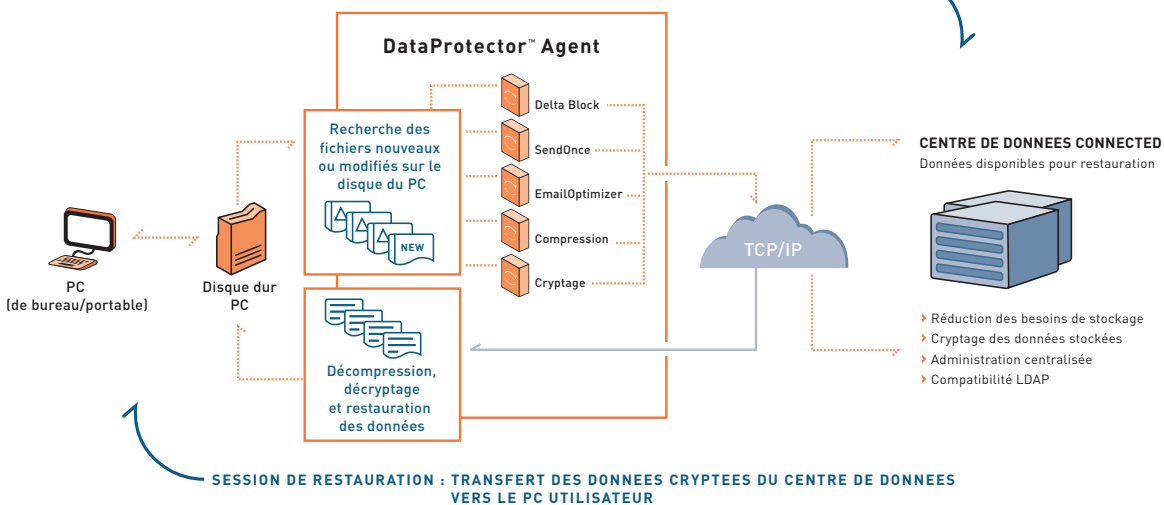 DataProtector™ Agent
Recherche des
fichiers nouveaux
ou modifiés sur le
disque du PC
NEW
Delta Block
SendOnce
EmailOptimizer
Compression
Cryptage
PC
(de bureau/portable)
Disque dur
PC
Décompression,
décryptage
et restauration
des données
TCP/IP
CENTRE DE DONNEES CONNECTED
Données disponibles pour restauration
› Réduction des besoins de stockage
› Cryptage des données stockées
› Administration centralisée
› Compatibilité LDAP
SESSION DE RESTAURATION : TRANSFERT DES DONNEES CRYPTEES DU CENTRE DE DONNEES
VERS LE PC UTILISATEUR